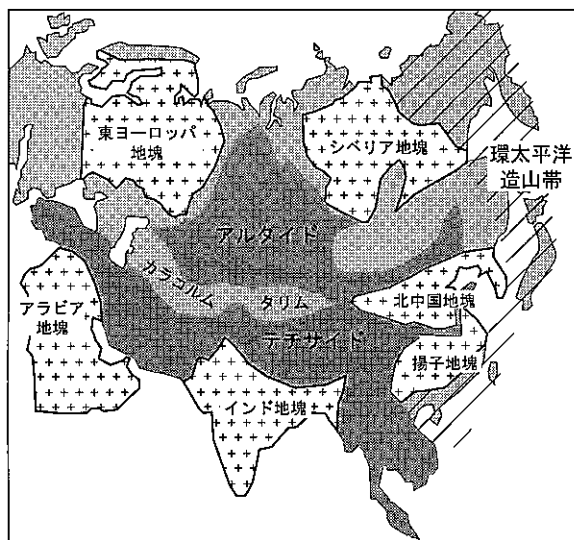 東ヨーロッパ
地塊
シベリア地塊
環太平洋
造山帯
アルタイド
カラコルム
タリム
アラビア
地塊
北中国地塊
テチサイド
揚子地塊
インド地塊